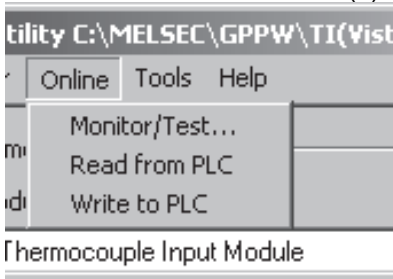 tility C:\MELSEC\GPPW\TI(Vist
Online Tools Help
Monitor/Test...
Read from PLC
Write to PLC
Thermocouple Input Module